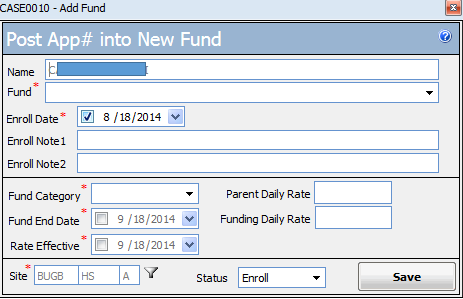 CASE0010 - Add Fund
Post App# into New Fund
Name
Fund*
Enroll Date* 8 /18/2014
Enroll Note1
Enroll Note2
Fund Category* Parent Daily Rate
Fund End Date* 9 /18/2014 Funding Daily Rate
Rate Effective* 9 /18/2014
Site* BUGB HS A Status Enroll Save